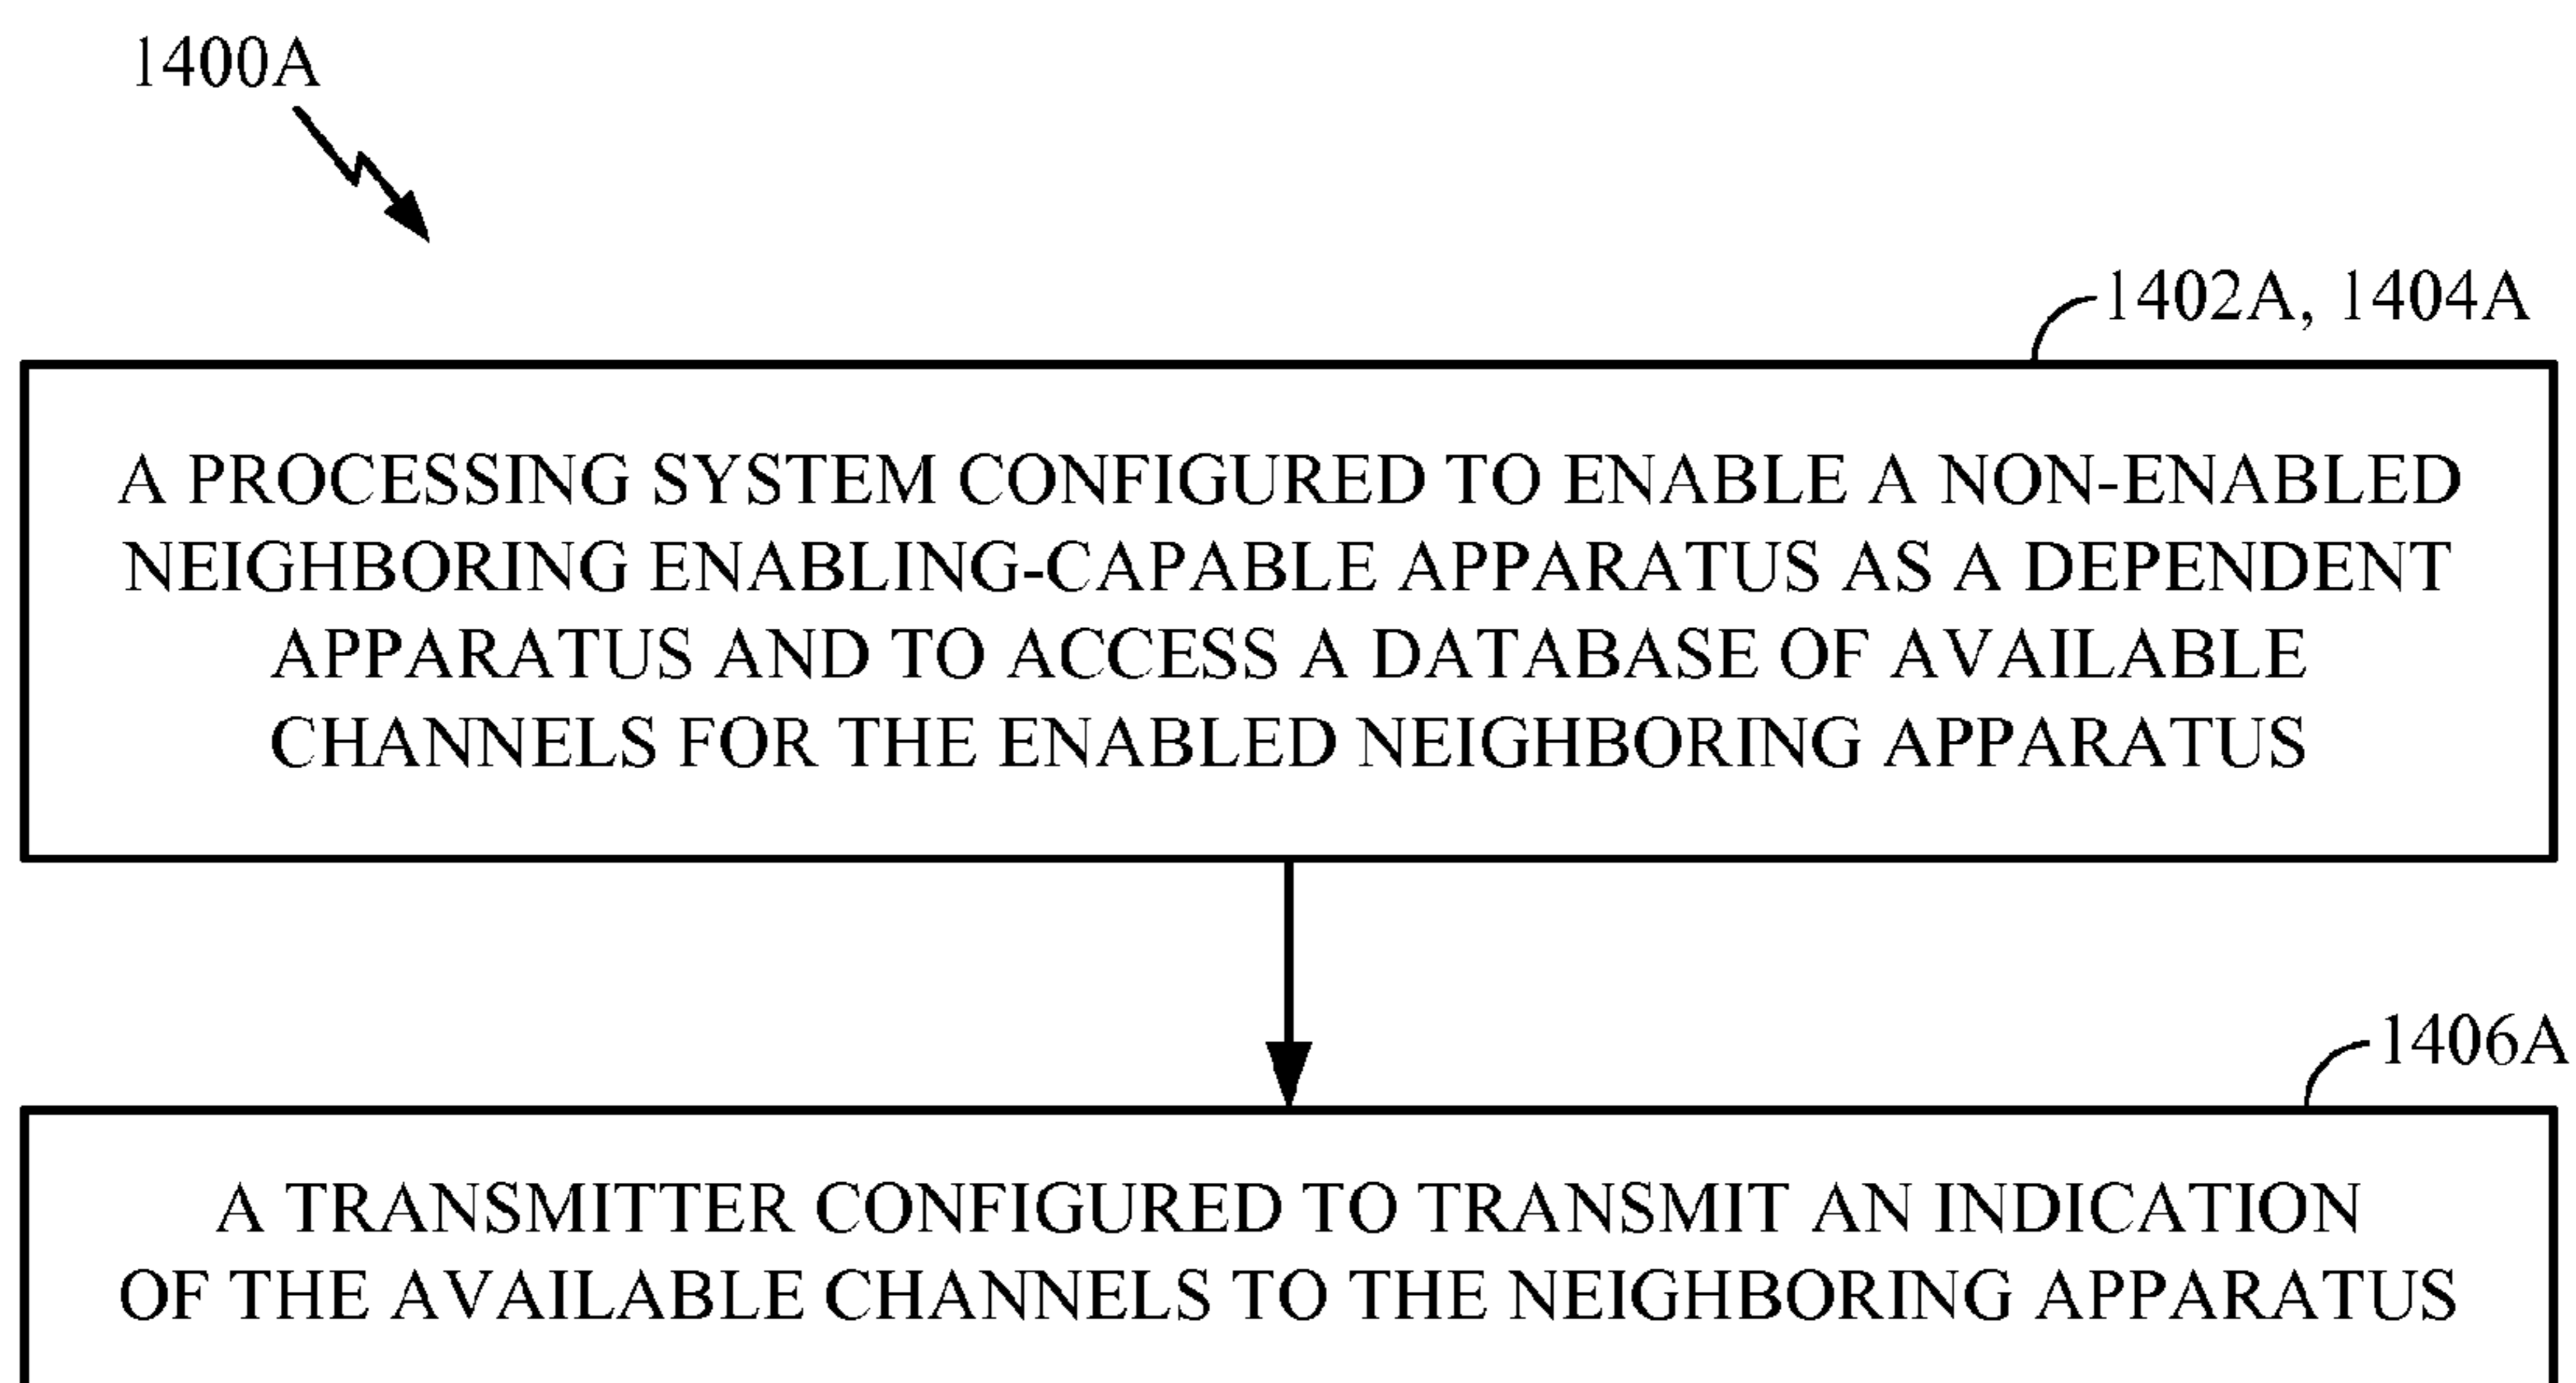 1400A
1402A, 1404A
A PROCESSING SYSTEM CONFIGURED TO ENABLE A NON-ENABLED
NEIGHBORING ENABLING-CAPABLE APPARATUS AS A DEPENDENT
APPARATUS AND TO ACCESS A DATABASE OF AVAILABLE
CHANNELS FOR THE ENABLED NEIGHBORING APPARATUS
1406A
A TRANSMITTER CONFIGURED TO TRANSMIT AN INDICATION
OF THE AVAILABLE CHANNELS TO THE NEIGHBORING APPARATUS